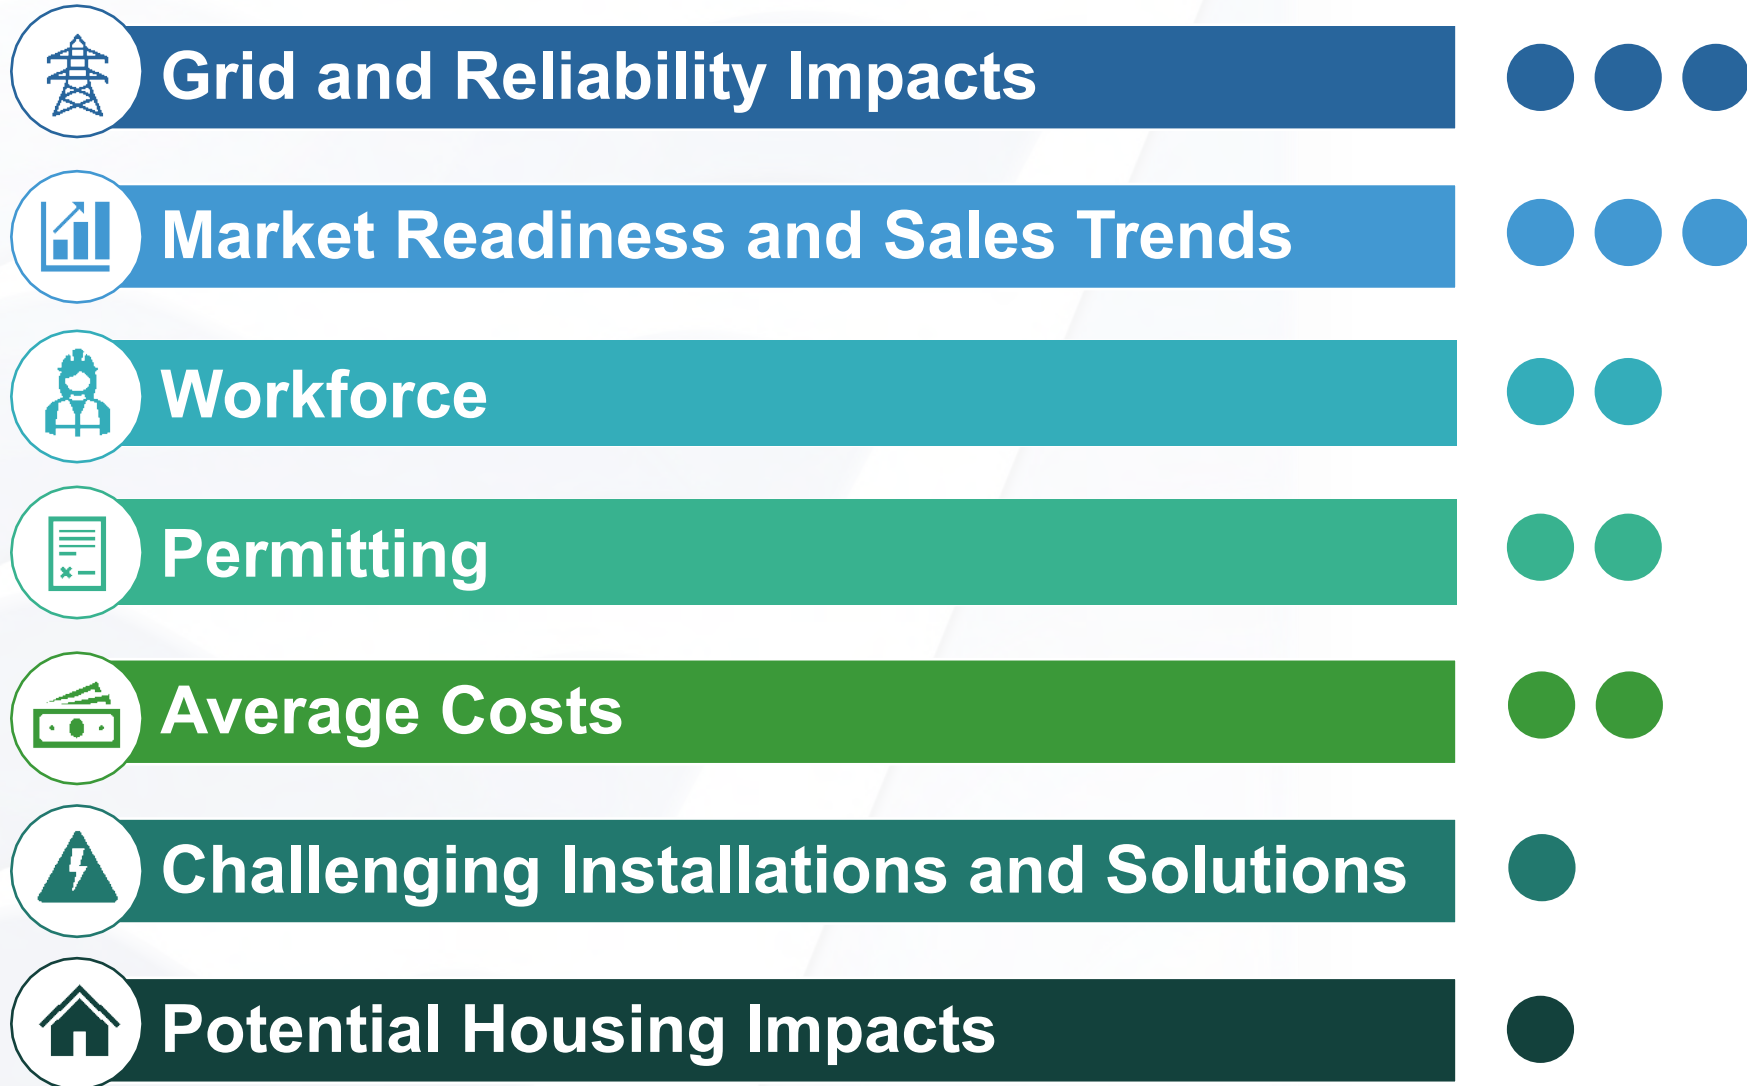 Grid and Reliability Impacts
Market Readiness and Sales Trends
Workforce
Permitting
Average Costs
Challenging Installations and Solutions
Potential Housing Impacts